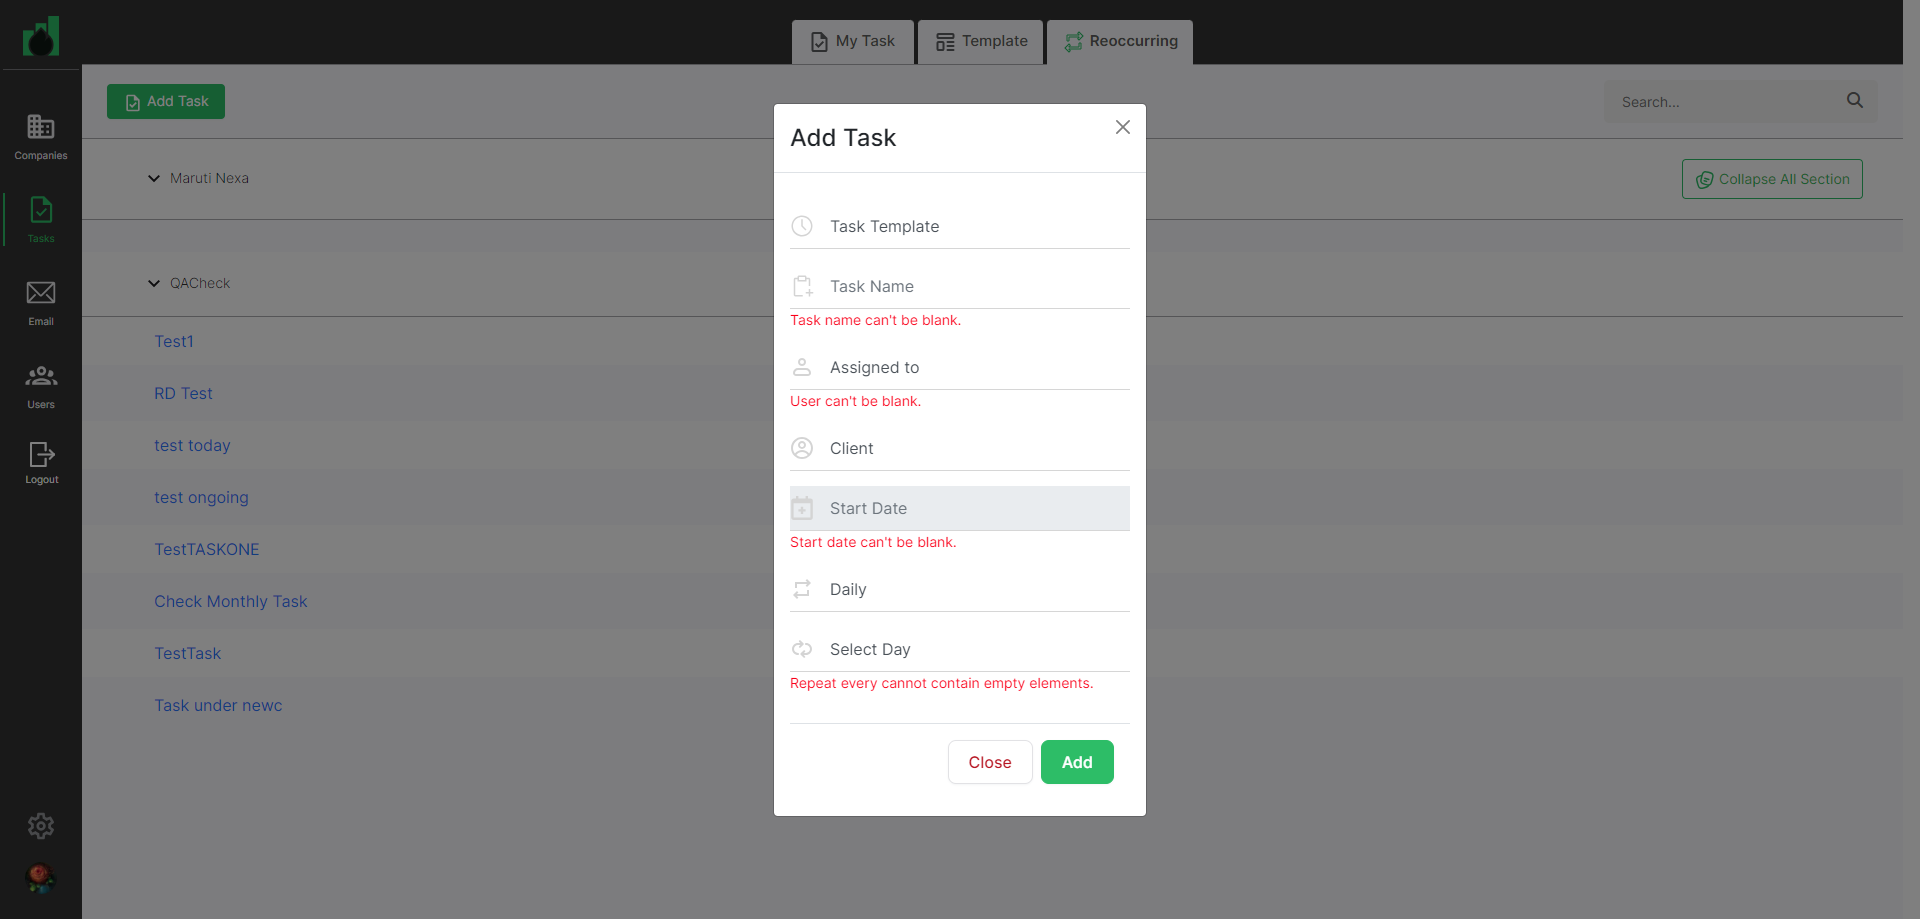 My Task
Template
Reoccurring
Add Task
Search...
Companies
Tasks
Email
Users
Logout
Maruti Nexa
Collapse All Section
QACheck
Test1
RD Test
test today
test ongoing
TestTASKONE
Check Monthly Task
TestTask
Task under newc
Add Task
Task Template
Task Name
Task name can't be blank.
Assigned to
User can't be blank.
Client
Start Date
Start date can't be blank.
Daily
Select Day
Repeat every cannot contain empty elements.
Close
Add